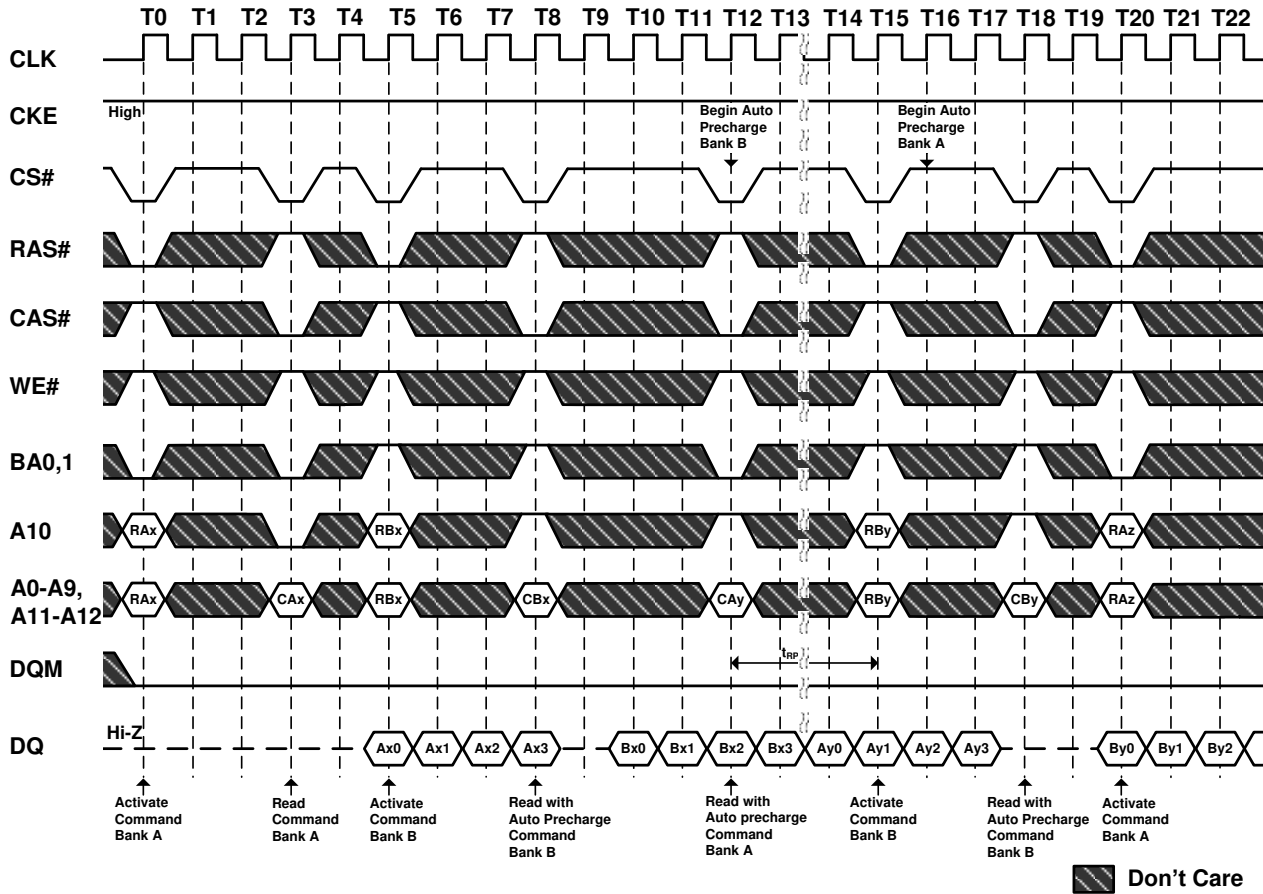 T0 T1 T2 T3 T4 T5 T6 T7 T8 T9 T10 T11 T12 T13 T14 T15 T16 T17 T18 T19 T20 T21 T22
CLK
CKE
High
Begin Auto
Precharge
Bank B
Begin Auto
Precharge
Bank A
CS#
RAS#
CAS#
WE#
BA0,1
A10
RAx RBx RBy RAz
A0-A9,
A11-A12
RAx CAx RBx CBx CAy RBy CBy RAz
DQM
tRP
DQ
Hi-Z
Ax0 Ax1 Ax2 Ax3 Bx0 Bx1 Bx2 Bx3 Ay0 Ay1 Ay2 Ay3 By0 By1 By2
Activate
Command
Bank A
Read
Command
Bank A
Activate
Command
Bank B
Read with
Auto Precharge
Command
Bank B
Read with
Auto precharge
Command
Bank A
Activate
Command
Bank B
Read with
Auto Precharge
Command
Bank B
Activate
Command
Bank A
Don't Care